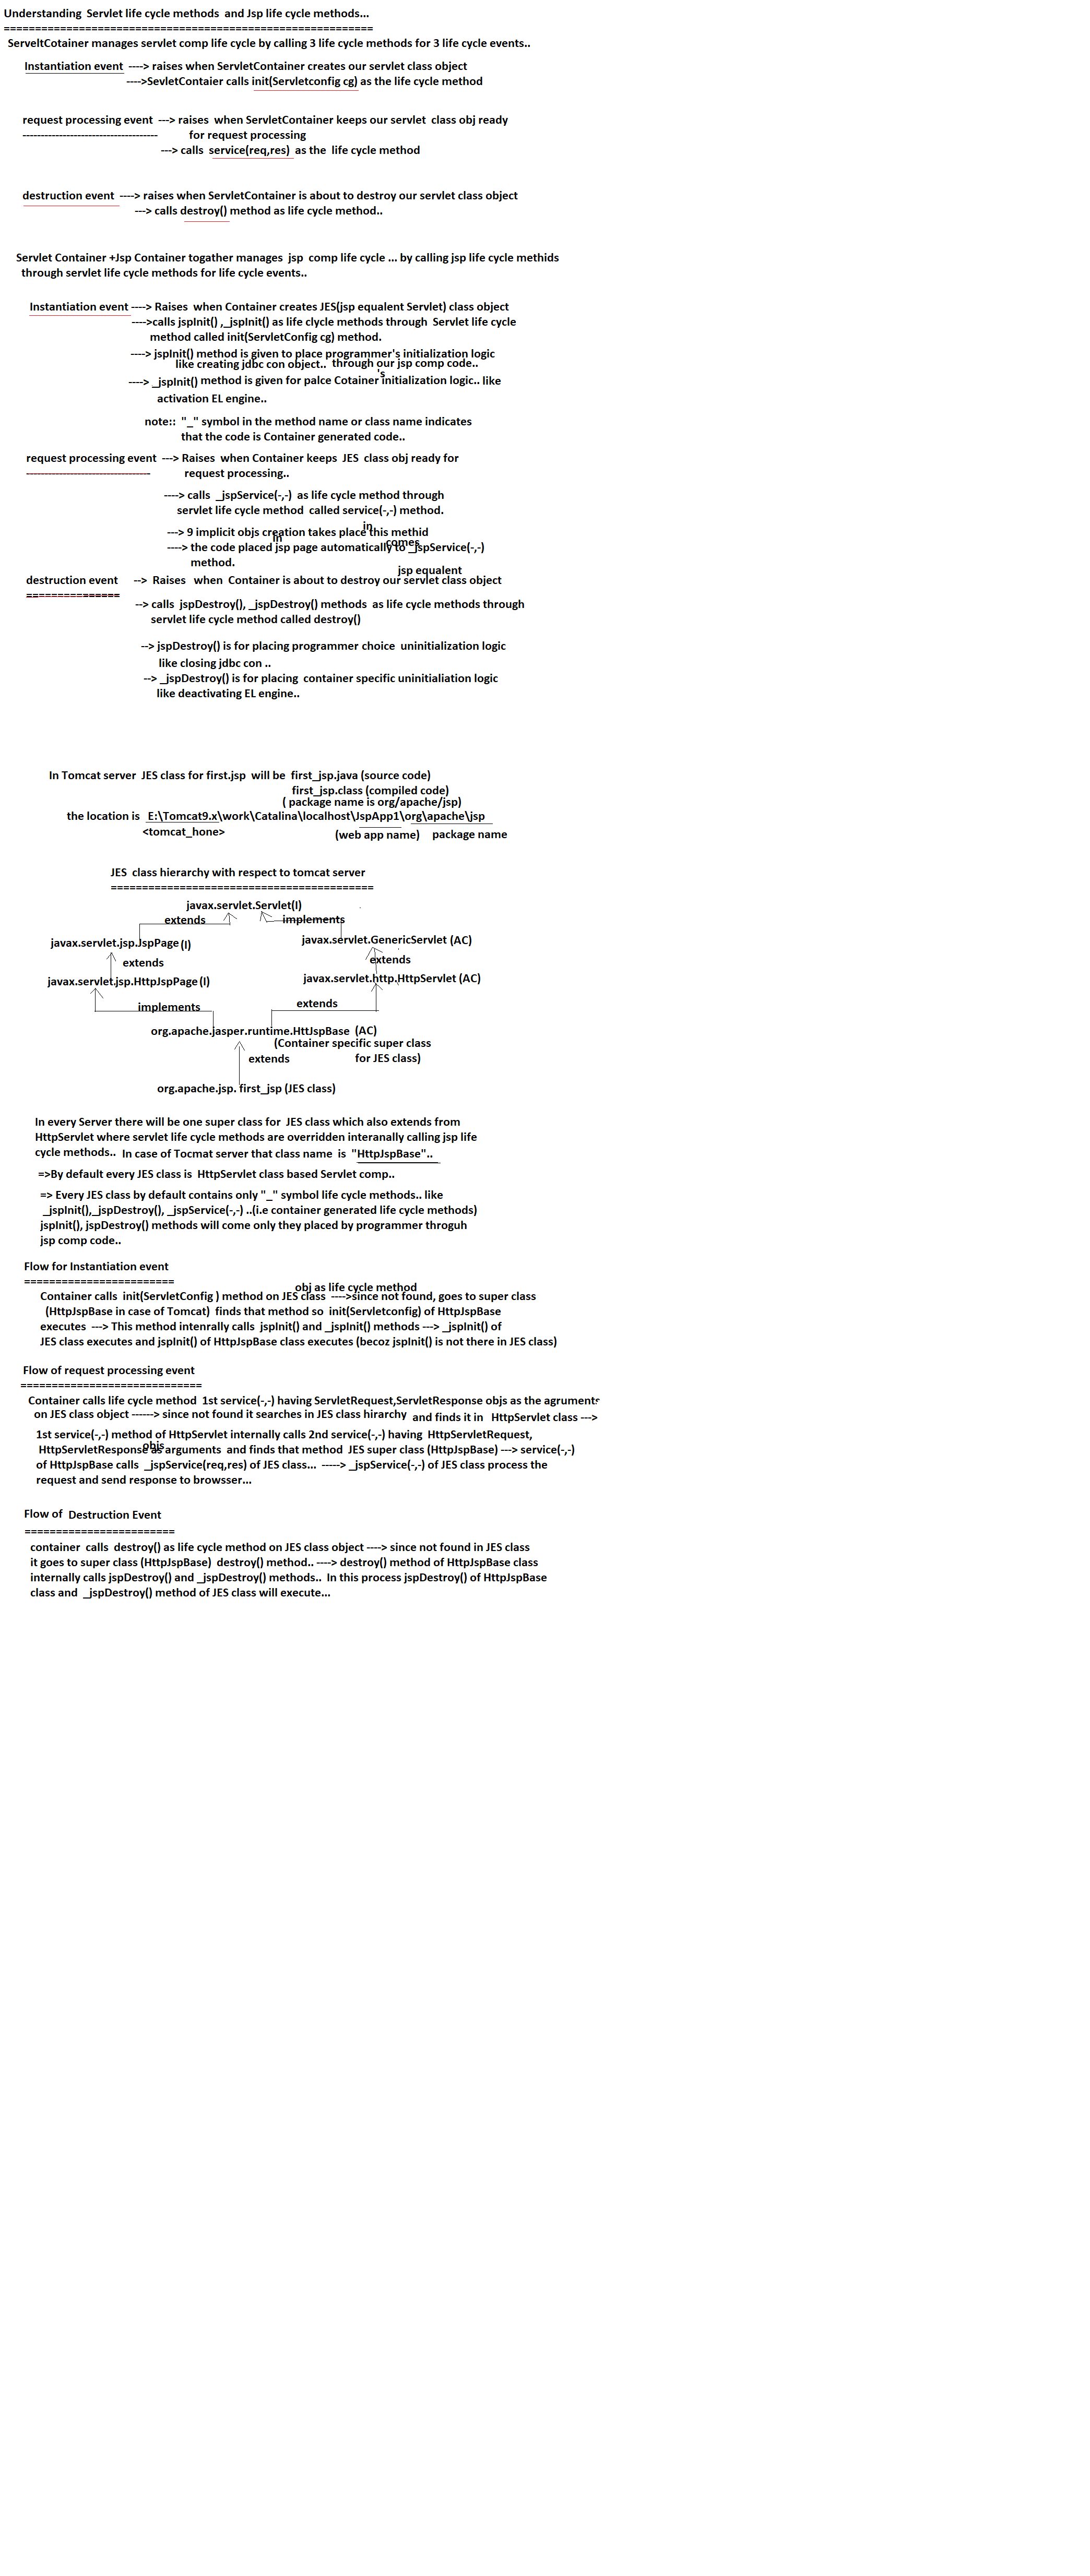 Understanding Servlet life cycle methods and Jsp life cycle methods...
===========================================================
ServeltCotainer manages servlet comp life cycle by calling 3 life cycle methods for 3 life cycle events..
Instantiation event ----> raises when ServletContainer creates our servlet class object
---->SevletContaier calls init(Servletconfig cg) as the life cycle method
request processing event ---> raises when ServletContainer keeps our servlet class obj ready
------------------------------------- for request processing
---> calls service(req,res) as the life cycle method
destruction event ----> raises when ServletContainer is about to destroy our servlet class object
---> calls destroy() method as life cycle method..
Servlet Container +Jsp Container togather manages jsp comp life cycle ... by calling jsp life cycle methids
through servlet life cycle methods for life cycle events..
Instantiation event ----> Raises when Container creates JES(jsp equalent Servlet) class object
---->calls jspInit() ,_jspInit() as life clycle methods through Servlet life cycle
method called init(ServletConfig cg) method.
----> jspInit() method is given to place programmer's initialization logic
like creating jdbc con object.. through our jsp comp code..
's
----> _jspInit() method is given for palce Cotainer initialization logic.. like
activation EL engine..
note:: "_" symbol in the method name or class name indicates
that the code is Container generated code..
request processing event ---> Raises when Container keeps JES class obj ready for
---------------------------------- request processing..
----> calls _jspService(-,-) as life cycle method through
servlet life cycle method called service(-,-) method.
in
---> 9 implicit objs creation takes place this methid
in comes
----> the code placed jsp page automatically to _jspService(-,-)
method.
jsp equalent
destruction event --> Raises when Container is about to destroy our servlet class object
===============
--> calls jspDestroy(), _jspDestroy() methods as life cycle methods through
servlet life cycle method called destroy()
--> jspDestroy() is for placing programmer choice uninitialization logic
like closing jdbc con ..
--> _jspDestroy() is for placing container specific uninitialiation logic
like deactivating EL engine..
In Tomcat server JES class for first.jsp will be first_jsp.java (source code)
first_jsp.class (compiled code)
( package name is org/apache/jsp)
the location is E:\Tomcat9.x\work\Catalina\localhost\JspApp1\org\apache\jsp
<tomcat_hone> (web app name) package name
JES class hierarchy with respect to tomcat server
==========================================
javax.servlet.Servlet(I)
extends implements
javax.servlet.jsp.JspPage (I) javax.servlet.GenericServlet (AC)
extends extends
javax.servlet.jsp.HttpJspPage (I) javax.servlet.http.HttpServlet (AC)
implements extends
org.apache.jasper.runtime.HttJspBase (AC)
(Container specific super class
extends for JES class)
org.apache.jsp. first_jsp (JES class)
In every Server there will be one super class for JES class which also extends from
HttpServlet where servlet life cycle methods are overridden interanally calling jsp life
cycle methods.. In case of Tocmat server that class name is "HttpJspBase"..
=>By default every JES class is HttpServlet class based Servlet comp..
=> Every JES class by default contains only "_" symbol life cycle methods.. like
_jspInit(),_jspDestroy(), _jspService(-,-) ..(i.e container generated life cycle methods)
jspInit(), jspDestroy() methods will come only they placed by programmer throguh
jsp comp code..
Flow for Instantiation event
========================
obj as life cycle method
Container calls init(ServletConfig ) method on JES class ---->since not found, goes to super class
(HttpJspBase in case of Tomcat) finds that method so init(Servletconfig) of HttpJspBase
executes ---> This method intenrally calls jspInit() and _jspInit() methods ---> _jspInit() of
JES class executes and jspInit() of HttpJspBase class executes (becoz jspInit() is not there in JES class)
Flow of request processing event
=============================
Container calls life cycle method 1st service(-,-) having ServletRequest,ServletResponse objs as the agruments
on JES class object ------> since not found it searches in JES class hirarchy and finds it in HttpServlet class --->
1st service(-,-) method of HttpServlet internally calls 2nd service(-,-) having HttpServletRequest,
objs
HttpServletResponse as arguments and finds that method JES super class (HttpJspBase) ---> service(-,-)
of HttpJspBase calls _jspService(req,res) of JES class... -----> _jspService(-,-) of JES class process the
request and send response to browsser...
Flow of Destruction Event
========================
container calls destroy() as life cycle method on JES class object ----> since not found in JES class
it goes to super class (HttpJspBase) destroy() method.. ----> destroy() method of HttpJspBase class
internally calls jspDestroy() and _jspDestroy() methods.. In this process jspDestroy() of HttpJspBase
class and _jspDestroy() method of JES class will execute...